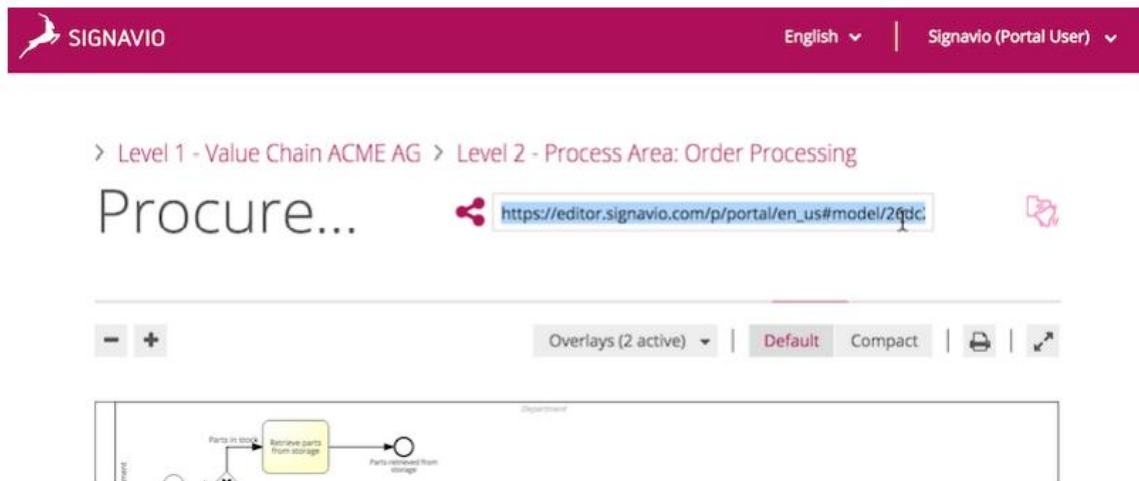 SIGNAVIO
English
Signavio (Portal User)
> Level 1 - Value Chain ACME AG > Level 2 - Process Area: Order Processing
Procure...
https://editor.signavio.com/p/portal/en_us#model/26dc
Overlays (2 active)
Default
Compact
Department
Parts in stock
Retrieve parts
from storage
Parts retrieved from
storage